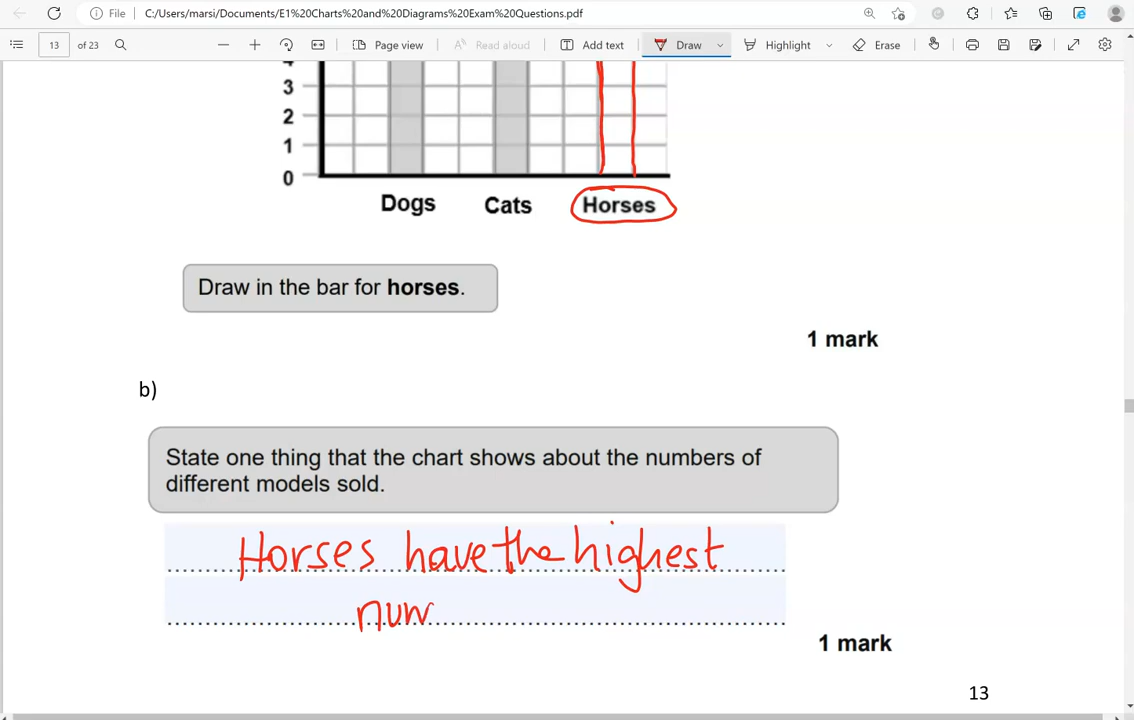 File
C:/Users/marsi/Documents/E1%20Charts%20and%20Diagrams%20Exam%20Questions.pdf
13 of 23
Page view
Read aloud
Add text
Draw
Highlight
Erase
4
3
2
1
0
Dogs Cats Horses
Draw in the bar for horses.
1 mark
b)
State one thing that the chart shows about the numbers of
different models sold.
Horses have the highest
num
1 mark
13